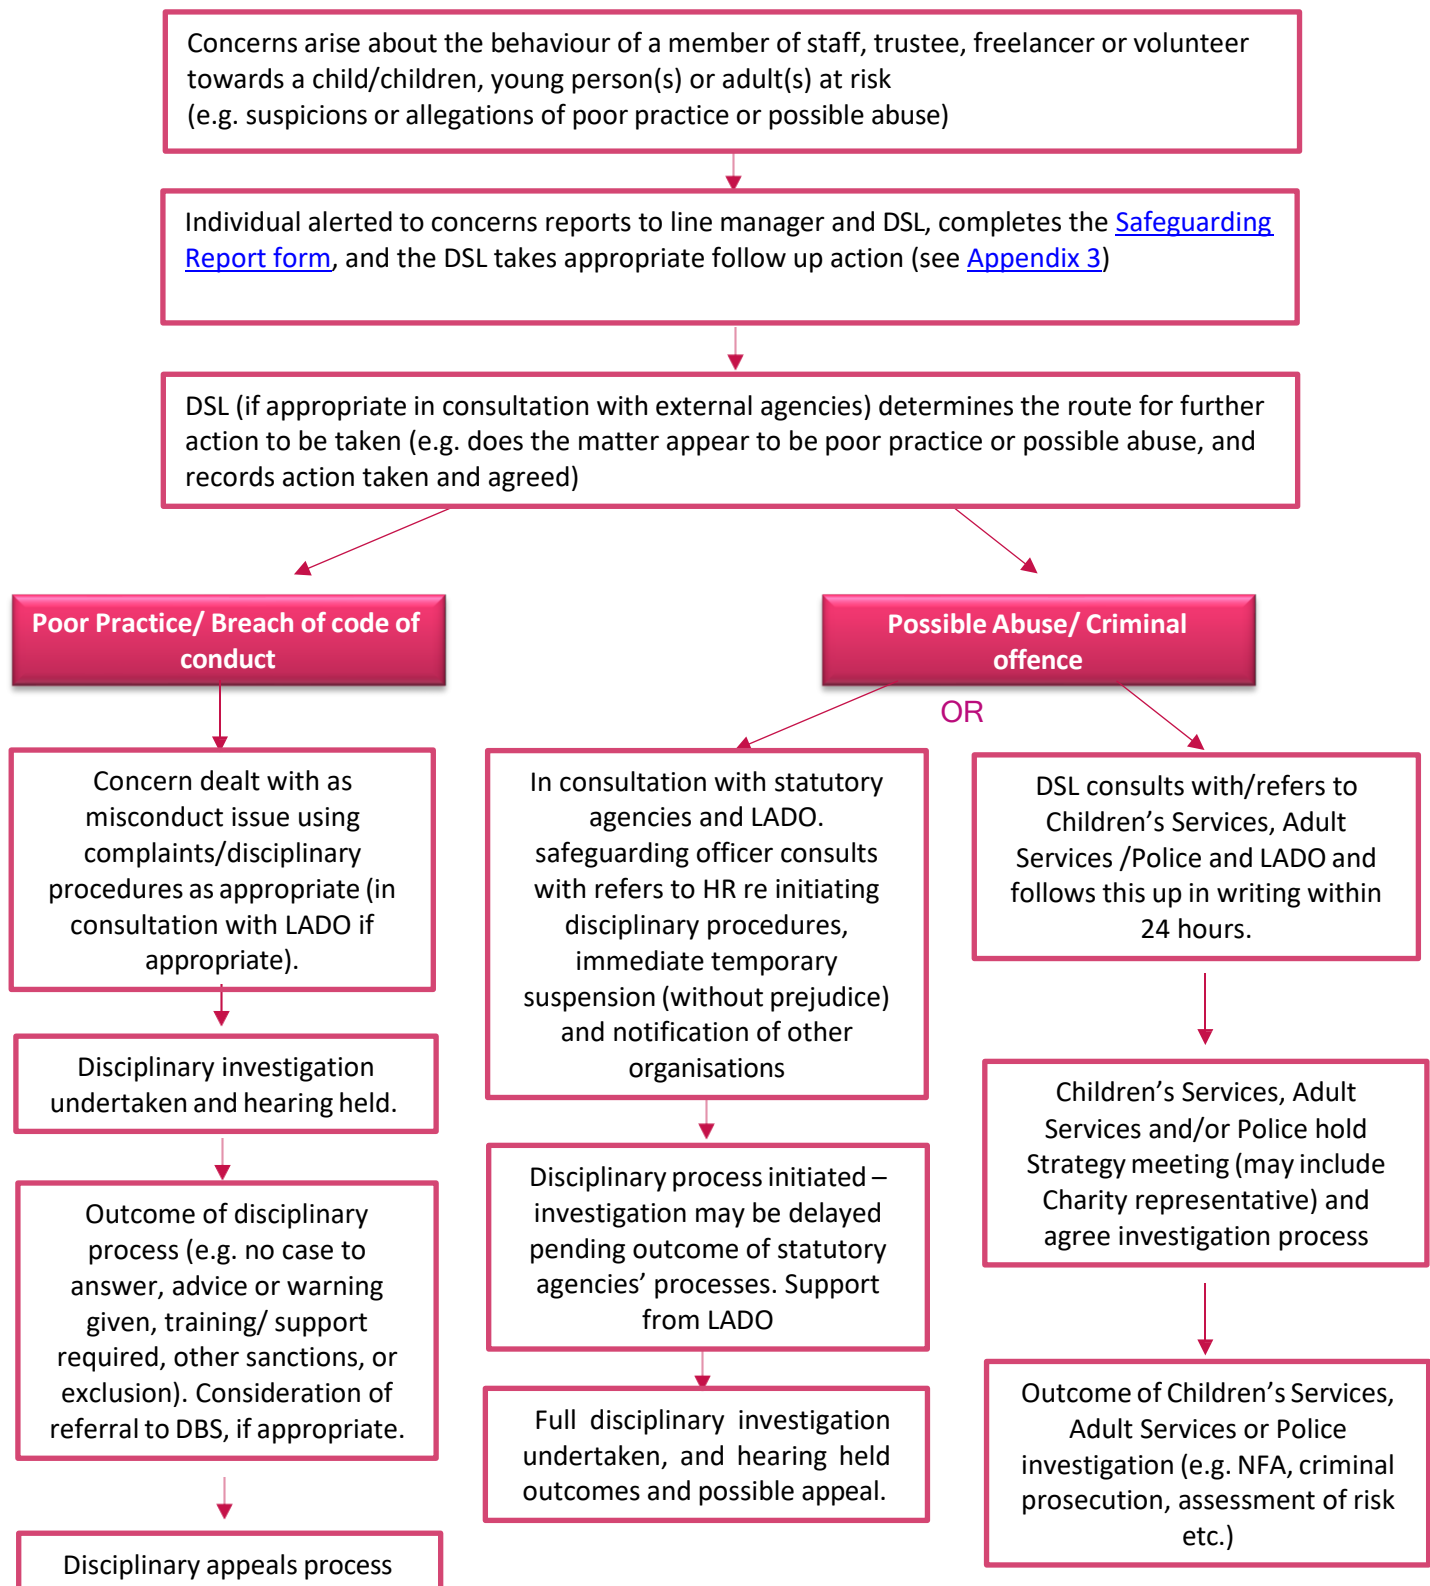 Concerns arise about the behaviour of a member of staff, trustee, freelancer or volunteer
towards a child/children, young person(s) or adult(s) at risk
(e.g. suspicions or allegations of poor practice or possible abuse)
Individual alerted to concerns reports to line manager and DSL, completes the Safeguarding
Report form, and the DSL takes appropriate follow up action (see Appendix 3)
DSL (if appropriate in consultation with external agencies) determines the route for further
action to be taken (e.g. does the matter appear to be poor practice or possible abuse, and
records action taken and agreed)
Poor Practice/ Breach of code of
conduct
Concern dealt with as
misconduct issue using
complaints/disciplinary
procedures as appropriate (in
consultation with LADO if
appropriate).
Disciplinary investigation
undertaken and hearing held.
Outcome of disciplinary
process (e.g. no case to
answer, advice or warning
given, training/ support
required, other sanctions, or
exclusion). Consideration of
referral to DBS, if appropriate.
Disciplinary appeals process
Possible Abuse/ Criminal
offence
OR
In consultation with statutory
agencies and LADO.
safeguarding officer consults
with refers to HR re initiating
disciplinary procedures,
immediate temporary
suspension (without prejudice)
and notification of other
organisations
Disciplinary process initiated –
investigation may be delayed
pending outcome of statutory
agencies’ processes. Support
from LADO
Full disciplinary investigation
undertaken, and hearing held
outcomes and possible appeal.
DSL consults with/refers to
Children’s Services, Adult
Services /Police and LADO and
follows this up in writing within
24 hours.
Children’s Services, Adult
Services and/or Police hold
Strategy meeting (may include
Charity representative) and
agree investigation process
Outcome of Children’s Services,
Adult Services or Police
investigation (e.g. NFA, criminal
prosecution, assessment of risk
etc.)